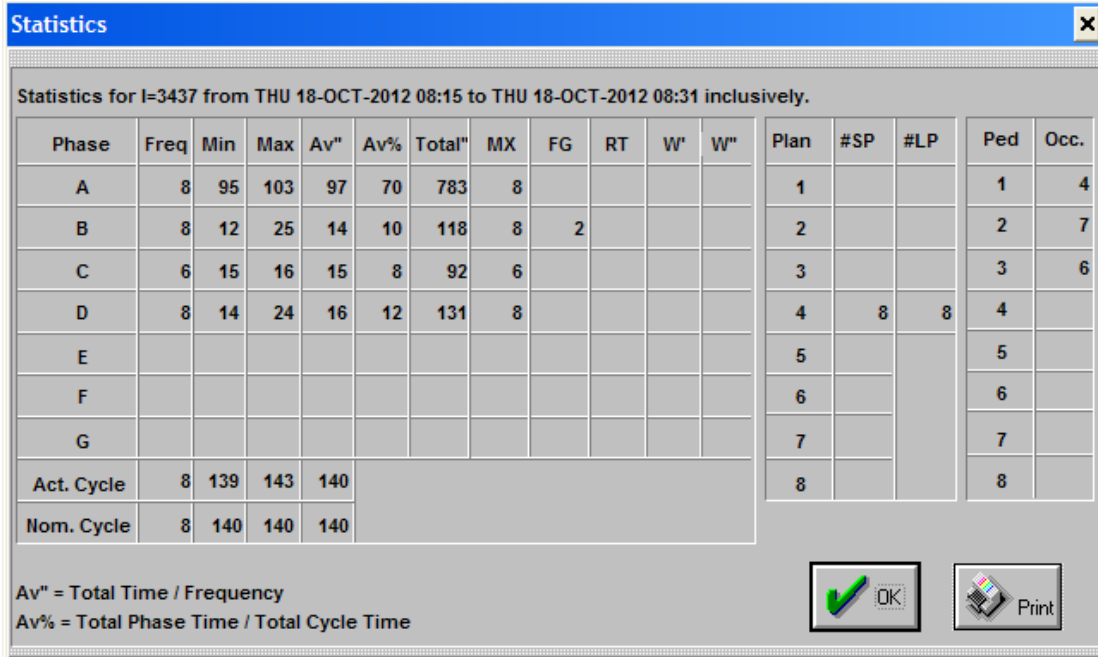 Statistics
Statistics for I=3437 from THU 18-OCT-2012 08:15 to THU 18-OCT-2012 08:31 inclusively.
Phase Freq Min Max Av" Av% Total" MX FG RT W' W" Plan #SP #LP Ped Occ.
A 8 95 103 97 70 783 8 1 1 4
B 8 12 25 14 10 118 8 2 2 2 7
C 6 15 16 15 8 92 6 3 3 6
D 8 14 24 16 12 131 8 4 8 8 4
E 5 5
F 6 6
G 7 7
Act. Cycle 8 139 143 140 8 8
Nom. Cycle 8 140 140 140
Av" = Total Time / Frequency
Av% = Total Phase Time / Total Cycle Time
OK
Print